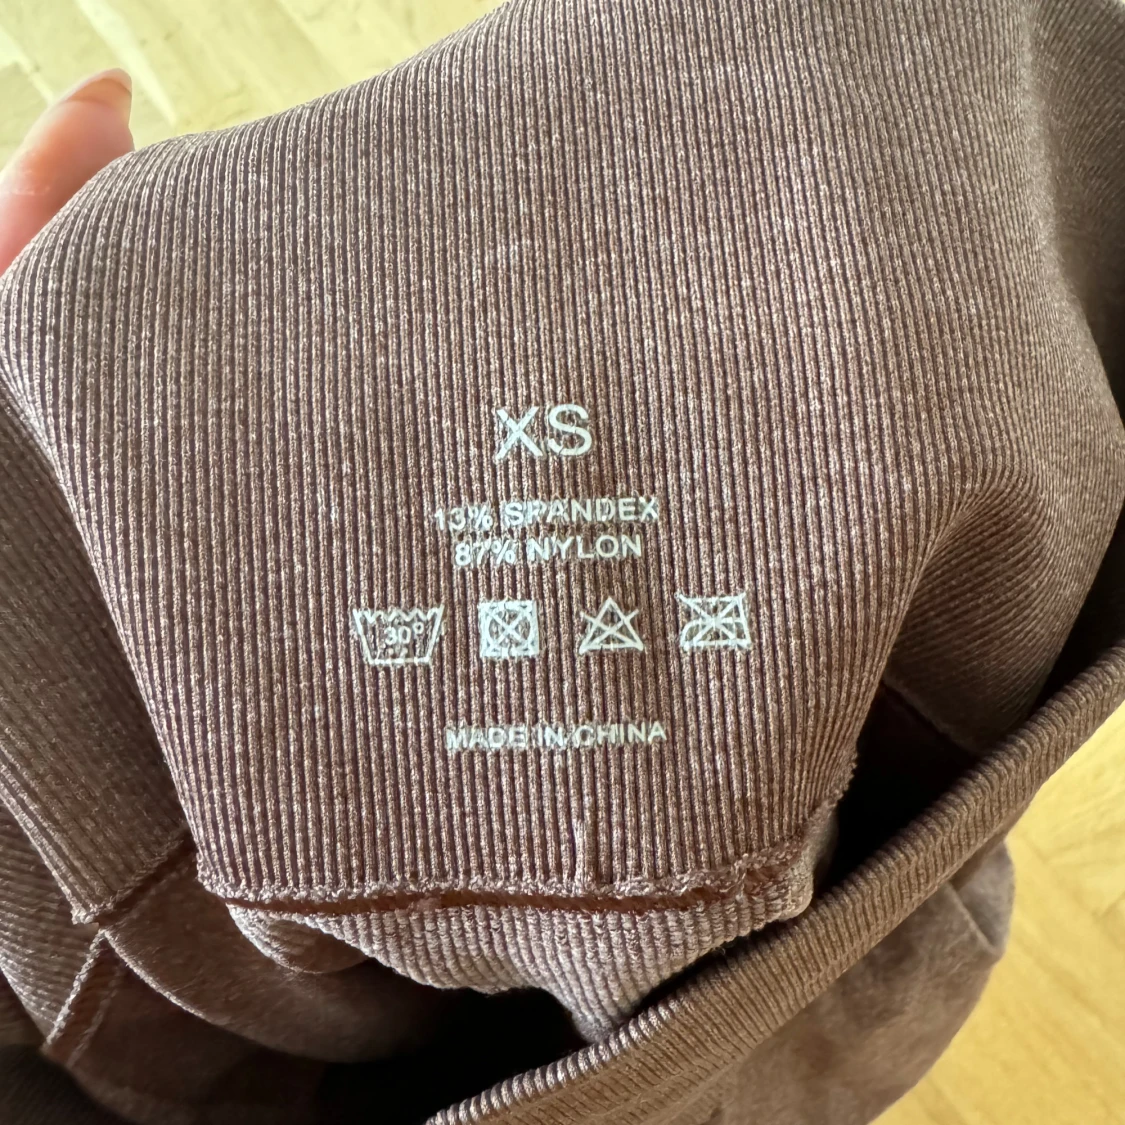 XS
13% SPANDEX
87% NYLON
30°
MADE IN CHINA